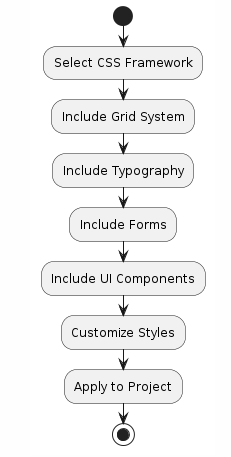 Select CSS Framework
Include Grid System
Include Typography
Include Forms
Include UI Components
Customize Styles
Apply to Project